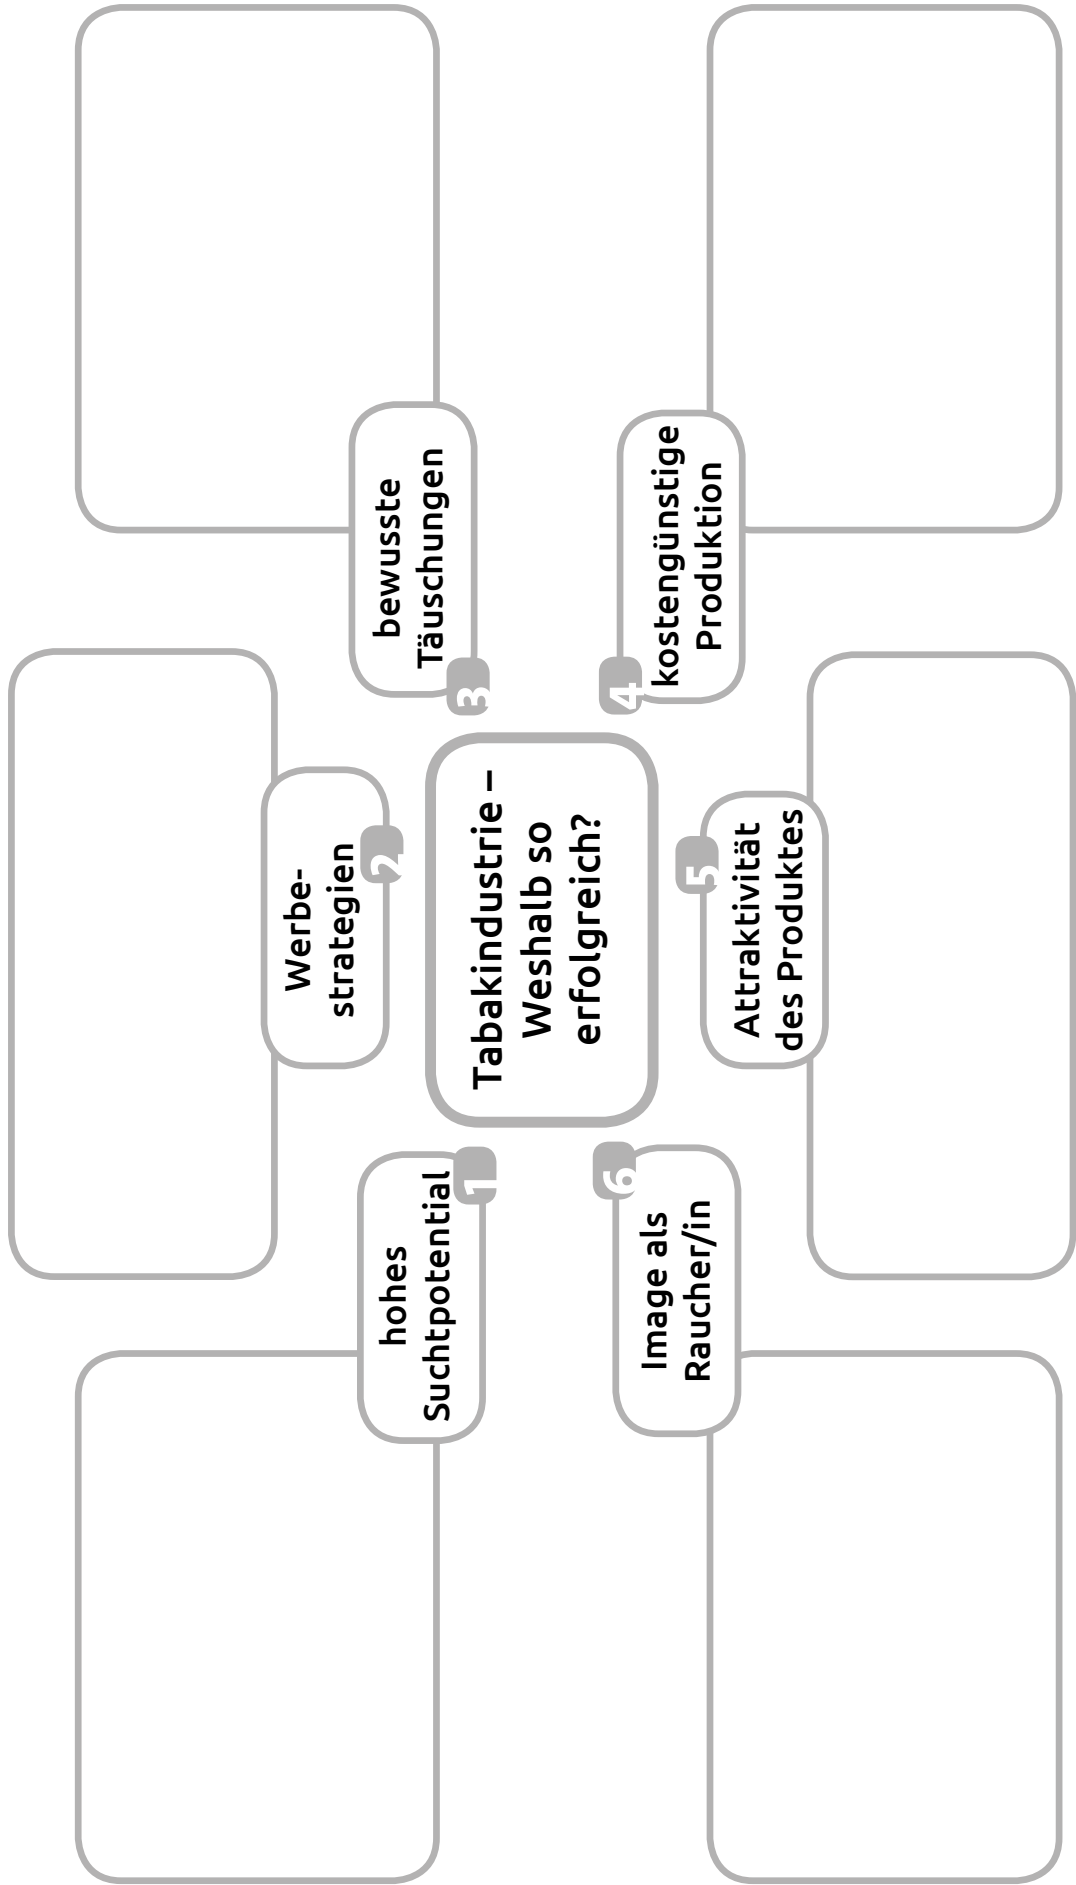 Tabakindustrie –
Weshalb so
erfolgreich?
1
hohes
Suchtpotential
2
Werbe-
strategien
3
bewusste
Täuschungen
4
kostengünstige
Produktion
5
Attraktivität
des Produktes
6
Image als
Raucher/in